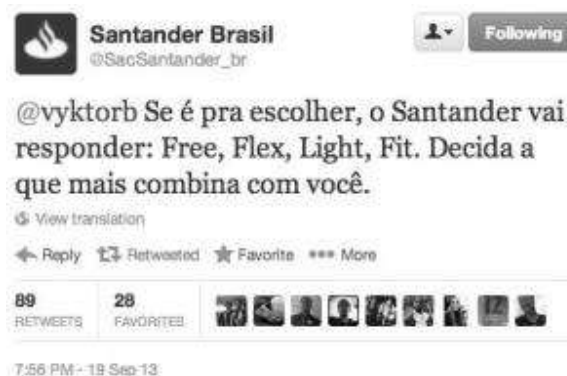 Santander Brasil
@SacSantander_br
Following
@vyktorb Se é pra escolher, o Santander vai
responder: Free, Flex, Light, Fit. Decida a
que mais combina com você.
View translation
Reply Retweeted Favorite More
89 28
RETWEETS FAVORITES
7:56 PM - 19 Sep 13